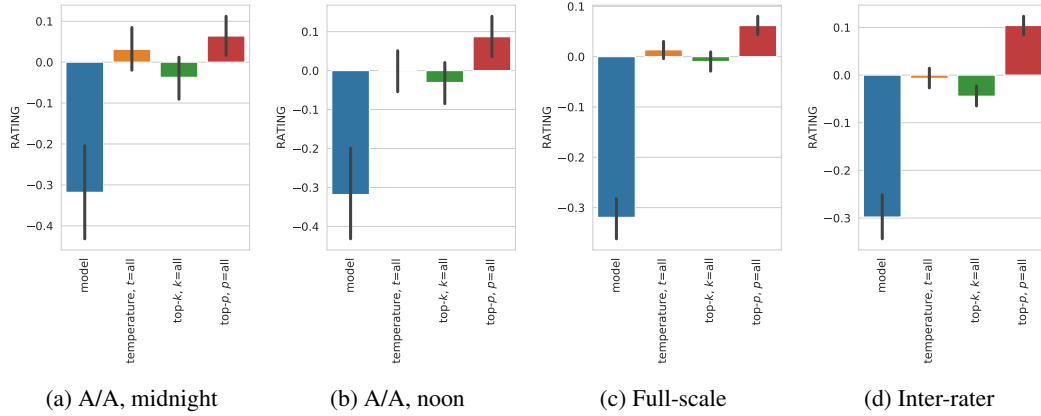 RATING
0.1
0.0
−0.1
−0.2
−0.3
−0.4
model
temperature, t=all
top-k, k=all
top-p, p=all
(a) A/A, midnight
RATING
0.1
0.0
−0.1
−0.2
−0.3
−0.4
model
temperature, t=all
top-k, k=all
top-p, p=all
(b) A/A, noon
RATING
0.1
0.0
−0.1
−0.2
−0.3
model
temperature, t=all
top-k, k=all
top-p, p=all
(c) Full-scale
RATING
0.1
0.0
−0.1
−0.2
−0.3
model
temperature, t=all
top-k, k=all
top-p, p=all
(d) Inter-rater